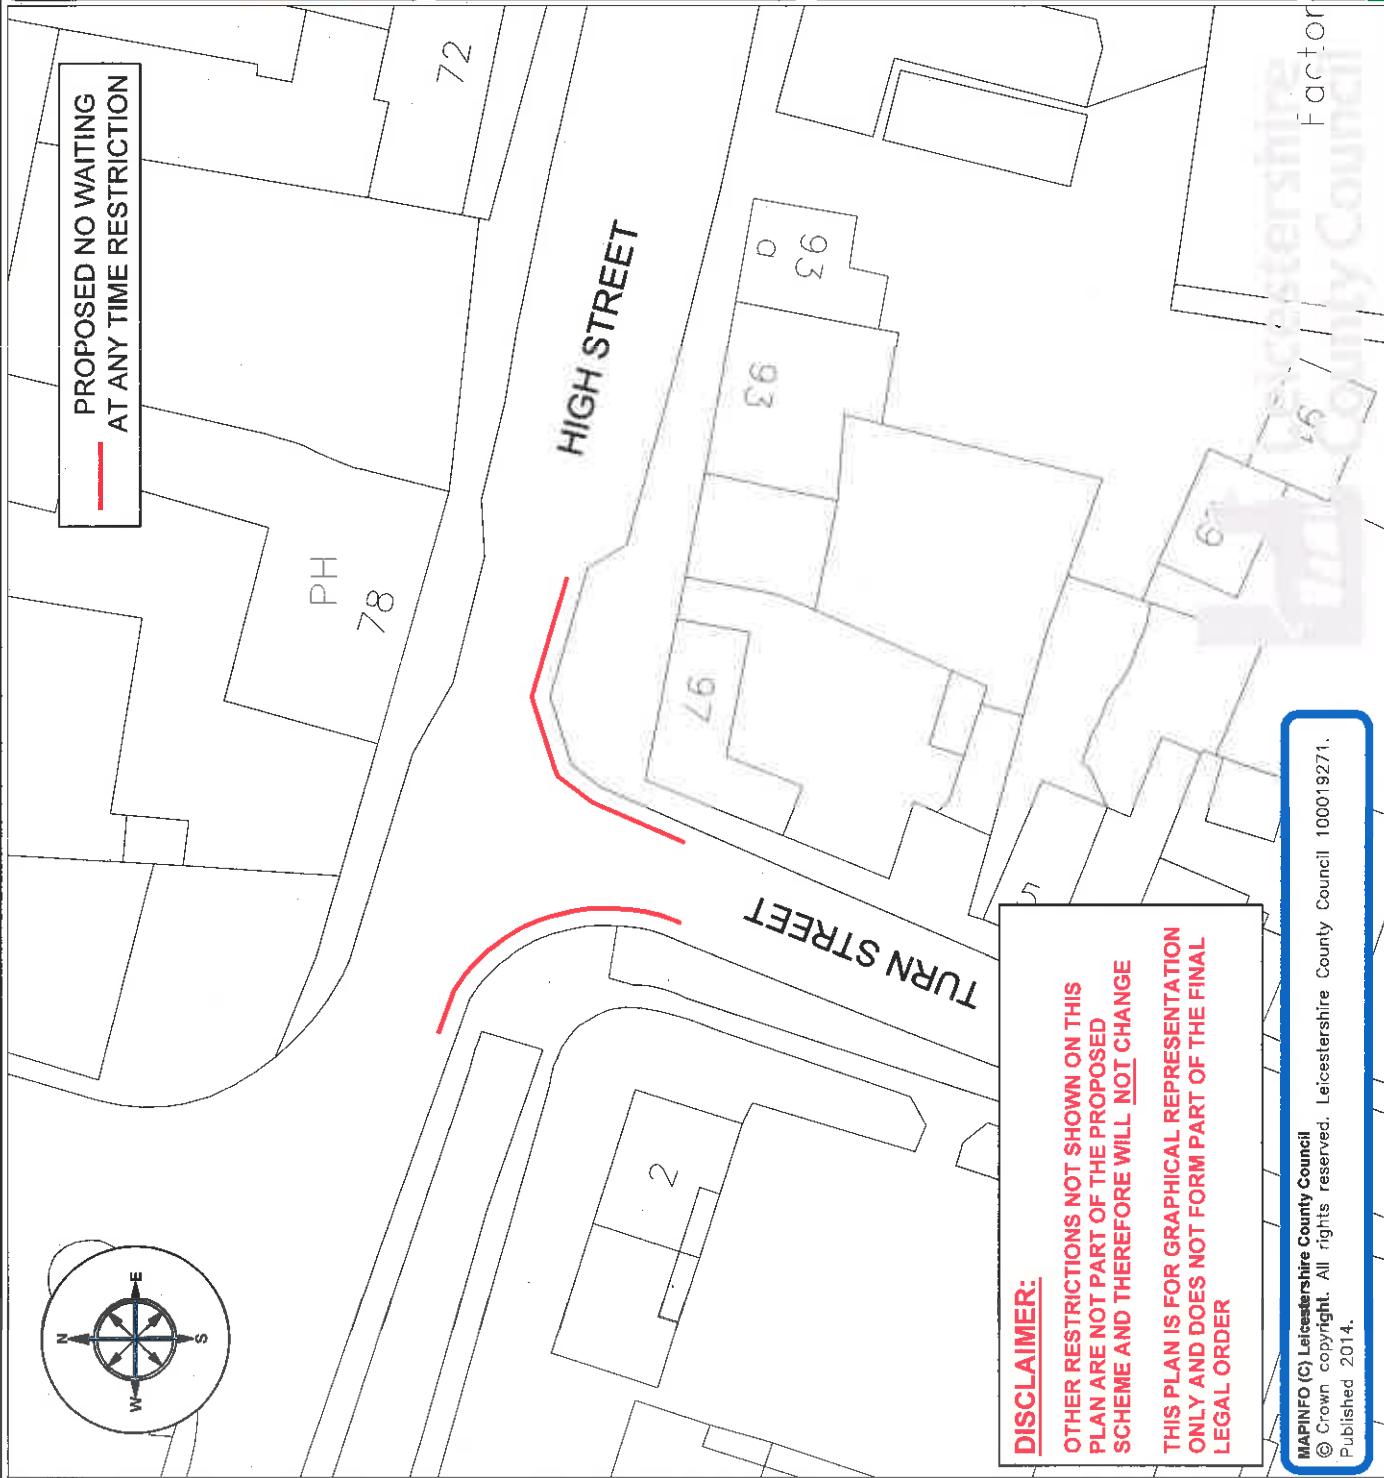 PROPOSED NO WAITING
AT ANY TIME RESTRICTION
72
PH
78
HIGH STREET
93
a
93
97
TURN STREET
5
91
2
Factor
Leicestershire
County Council
N
E
S
W
DISCLAIMER:
OTHER RESTRICTIONS NOT SHOWN ON THIS
PLAN ARE NOT PART OF THE PROPOSED
SCHEME AND THEREFORE WILL NOT CHANGE
THIS PLAN IS FOR GRAPHICAL REPRESENTATION
ONLY AND DOES NOT FORM PART OF THE FINAL
LEGAL ORDER
MAPINFO (C) Leicestershire County Council
© Crown copyright. All rights reserved. Leicestershire County Council 100019271.
Published 2014.